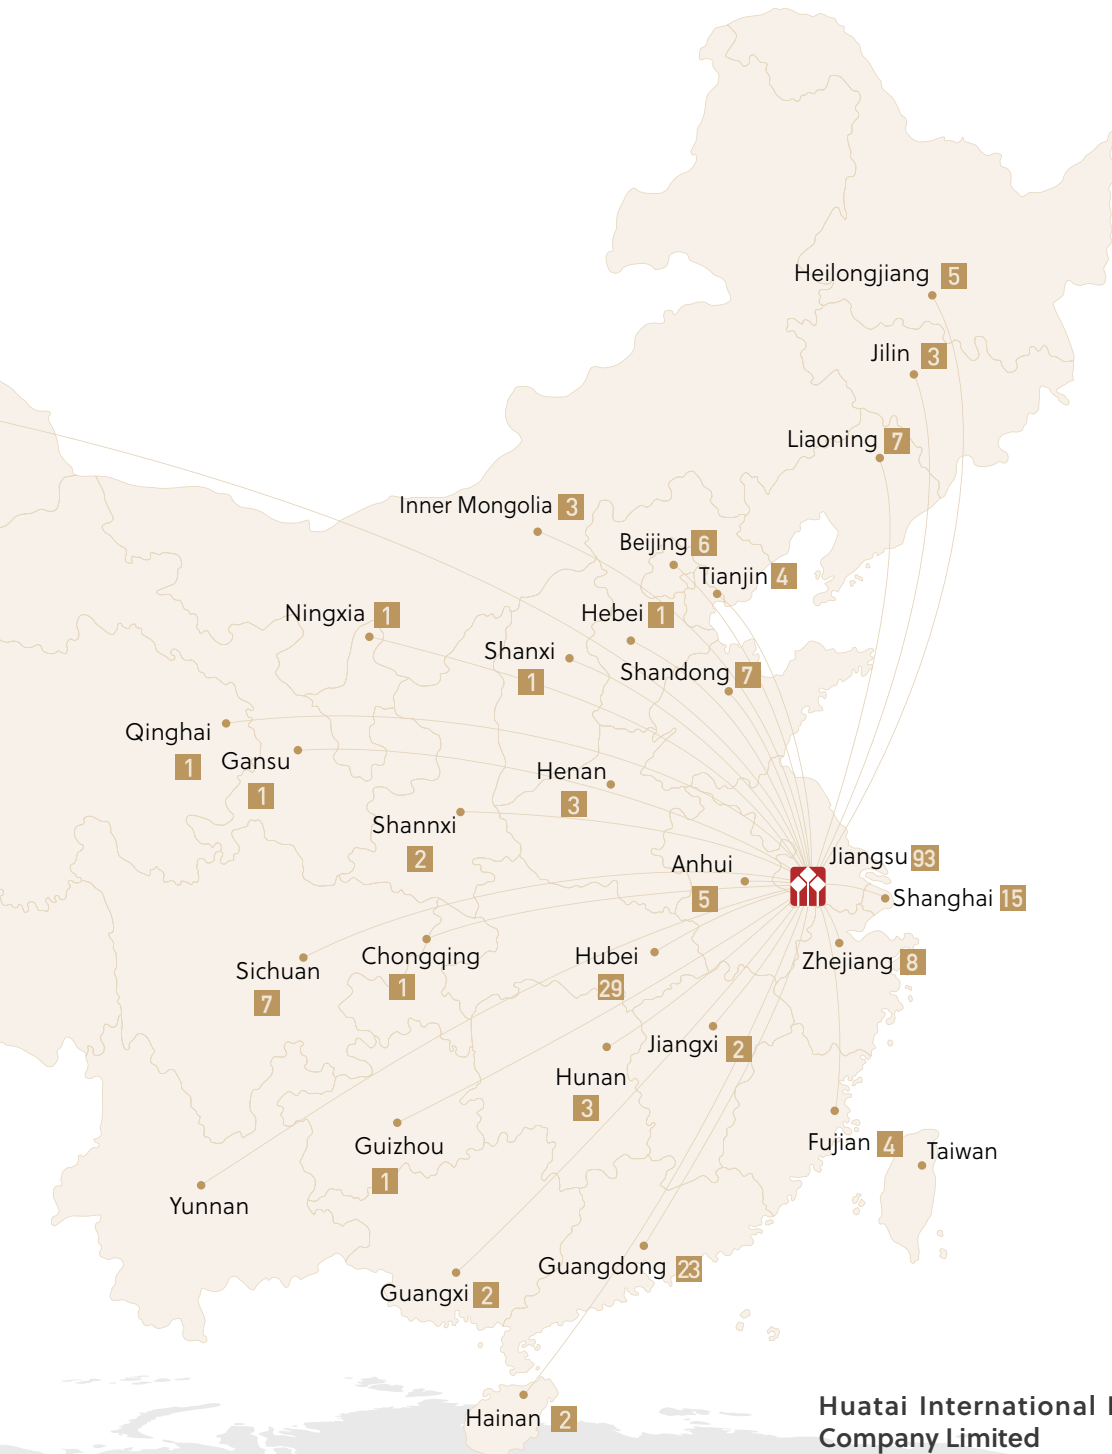 Heilongjiang 5
Jilin 3
Liaoning 7
Inner Mongolia 3
Beijing 6
Tianjin 4
Ningxia 1
Hebei 1
Shanxi
1
Shandong 7
Qinghai
1
Gansu
1
Henan
3
Shannxi
2
Anhui
5
Jiangsu 93
Shanghai 15
Sichuan
7
Chongqing
1
Hubei
29
Zhejiang 8
Jiangxi 2
Hunan
3
Guizhou
1
Fujian 4
Taiwan
Yunnan
Guangdong 23
Guangxi 2
Hainan 2
Huatai International
Company Limited